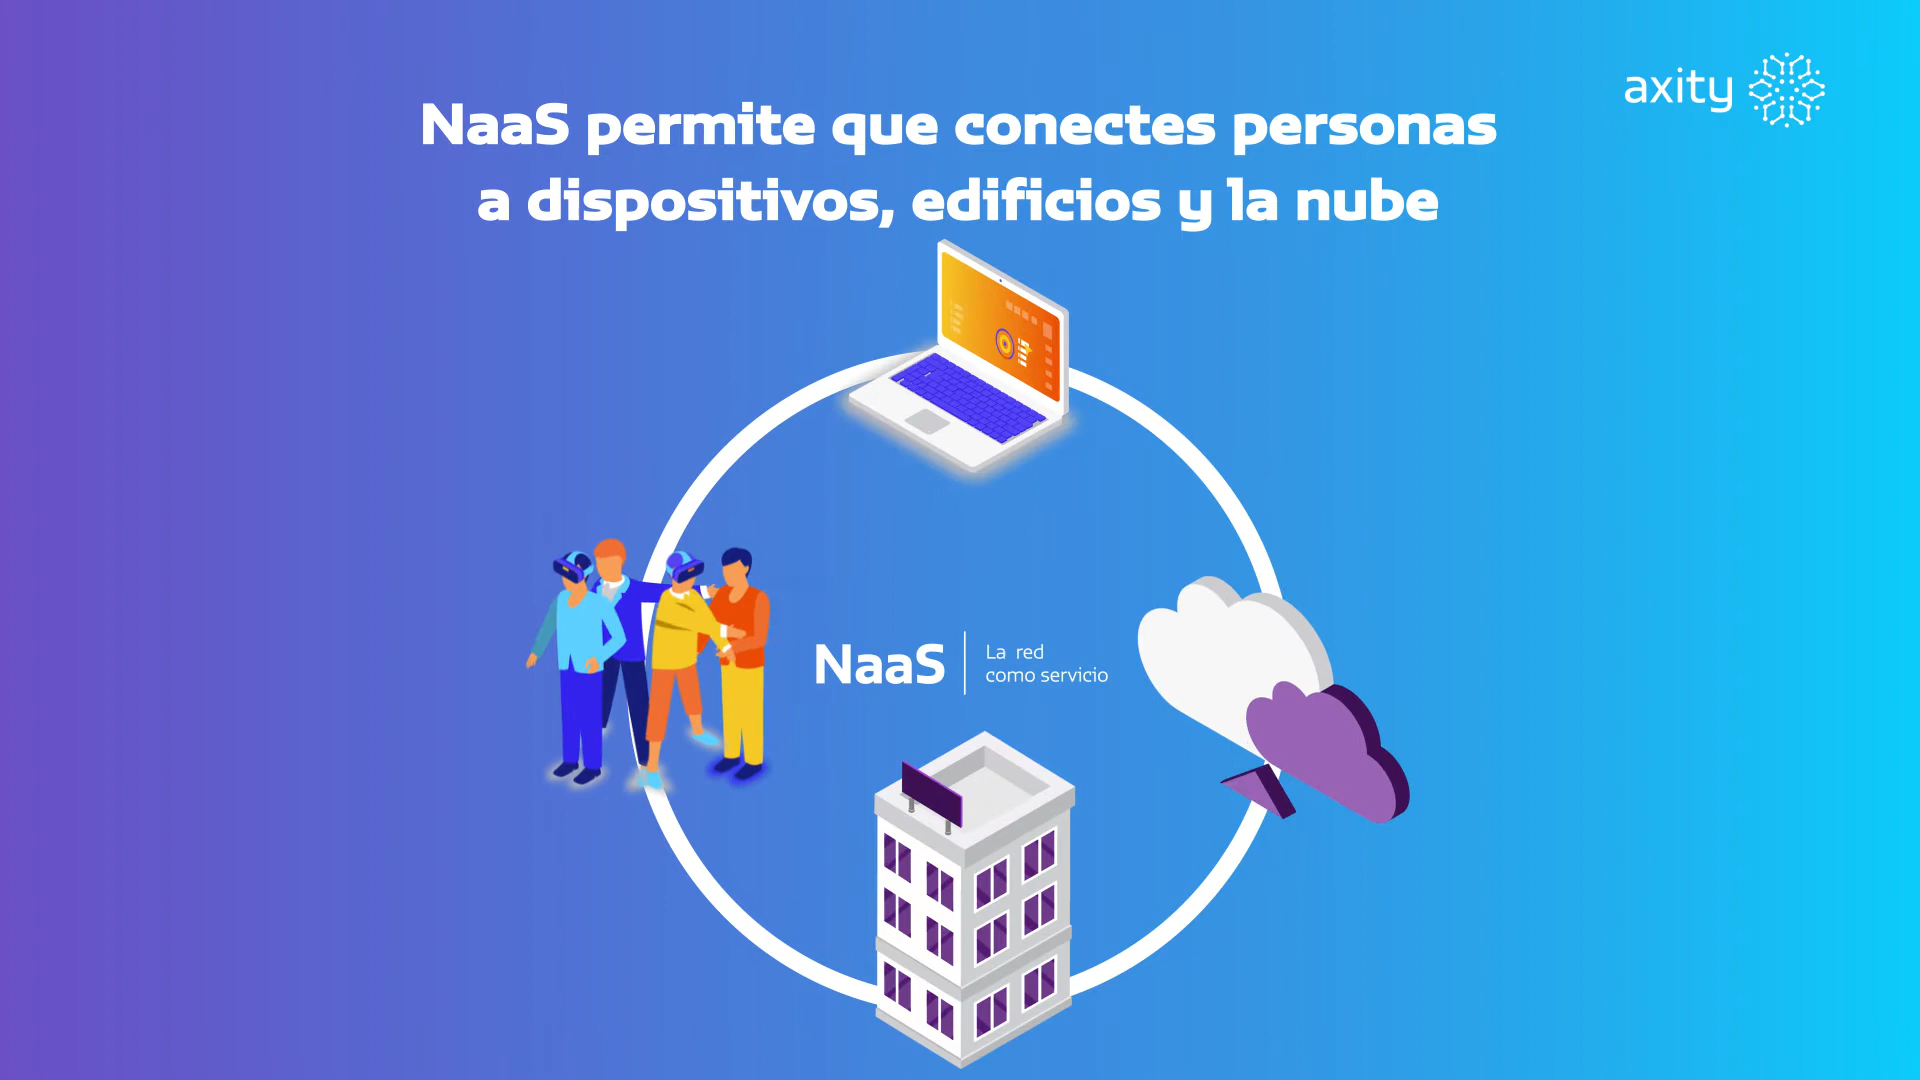 axity
NaaS permite que conectes personas
a dispositivos, edificios y la nube
NaaS
La red
como servicio